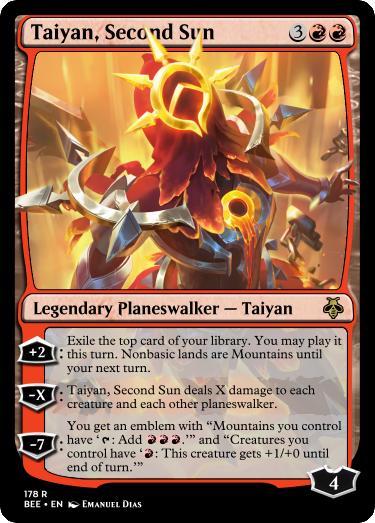 Taiyan, Second Sun 3
Legendary Planeswalker — Taiyan
+2: Exile the top card of your library. You may play it
this turn. Nonbasic lands are Mountains until
your next turn.
-X: Taiyan, Second Sun deals X damage to each
creature and each other planeswalker.
You get an emblem with “Mountains you control
-7: have ‘: Add .’” and “Creatures you
control have ‘: This creature gets +1/+0 until
end of turn.’”
4
178 R
BEE • EN Emanuel Dias